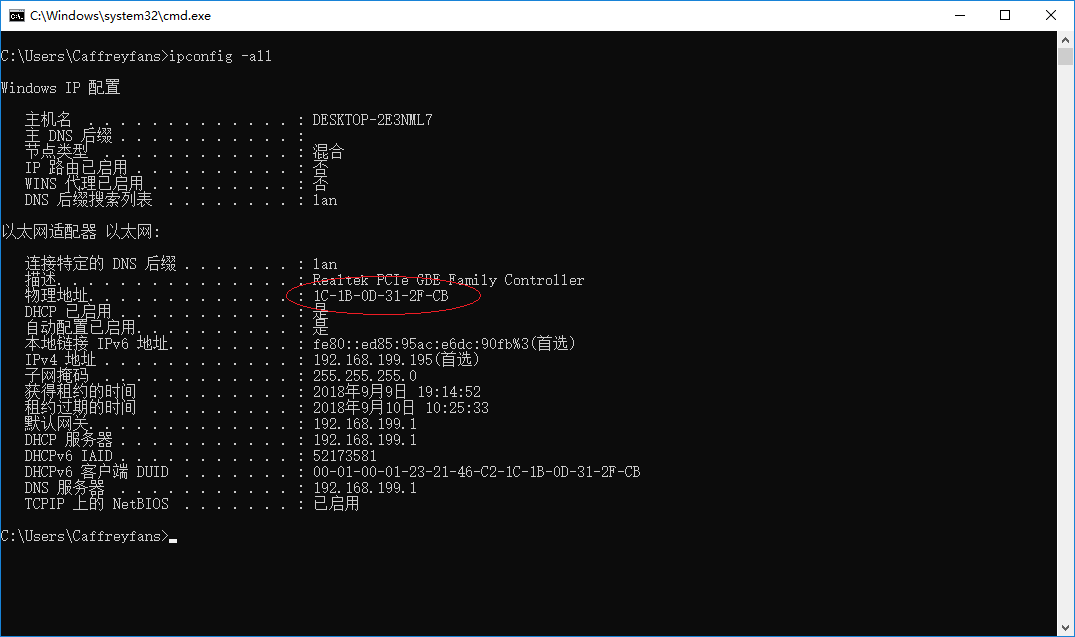 C:\Windows\system32\cmd.exe
C:\Users\Caffreyfans>ipconfig -all
Windows IP 配置
主机名 . . . . . . . . . . . . . : DESKTOP-2E3NML7
主 DNS 后缀 . . . . . . . . . . . :
节点类型 . . . . . . . . . . . . : 混合
IP 路由已启用 . . . . . . . . . . : 否
WINS 代理已启用 . . . . . . . . . : 否
DNS 后缀搜索列表 . . . . . . . . : lan
以太网适配器 以太网:
连接特定的 DNS 后缀 . . . . . . . : lan
描述. . . . . . . . . . . . . . . : Realtek PCIe GBE Family Controller
物理地址. . . . . . . . . . . . . : 1C-1B-0D-31-2F-CB
DHCP 已启用 . . . . . . . . . . . : 是
自动配置已启用. . . . . . . . . . : 是
本地链接 IPv6 地址. . . . . . . . : fe80::ed85:95ac:e6dc:90fb%3(首选)
IPv4 地址 . . . . . . . . . . . . : 192.168.199.195(首选)
子网掩码 . . . . . . . . . . . . : 255.255.255.0
获得租约的时间 . . . . . . . . . : 2018年9月9日 19:14:52
租约过期的时间 . . . . . . . . . : 2018年9月10日 10:25:33
默认网关. . . . . . . . . . . . . : 192.168.199.1
DHCP 服务器 . . . . . . . . . . . : 192.168.199.1
DHCPv6 IAID . . . . . . . . . . . : 52173581
DHCPv6 客户端 DUID . . . . . . . : 00-01-00-01-23-21-46-C2-1C-1B-0D-31-2F-CB
DNS 服务器 . . . . . . . . . . . : 192.168.199.1
TCPIP 上的 NetBIOS . . . . . . . : 已启用
C:\Users\Caffreyfans>